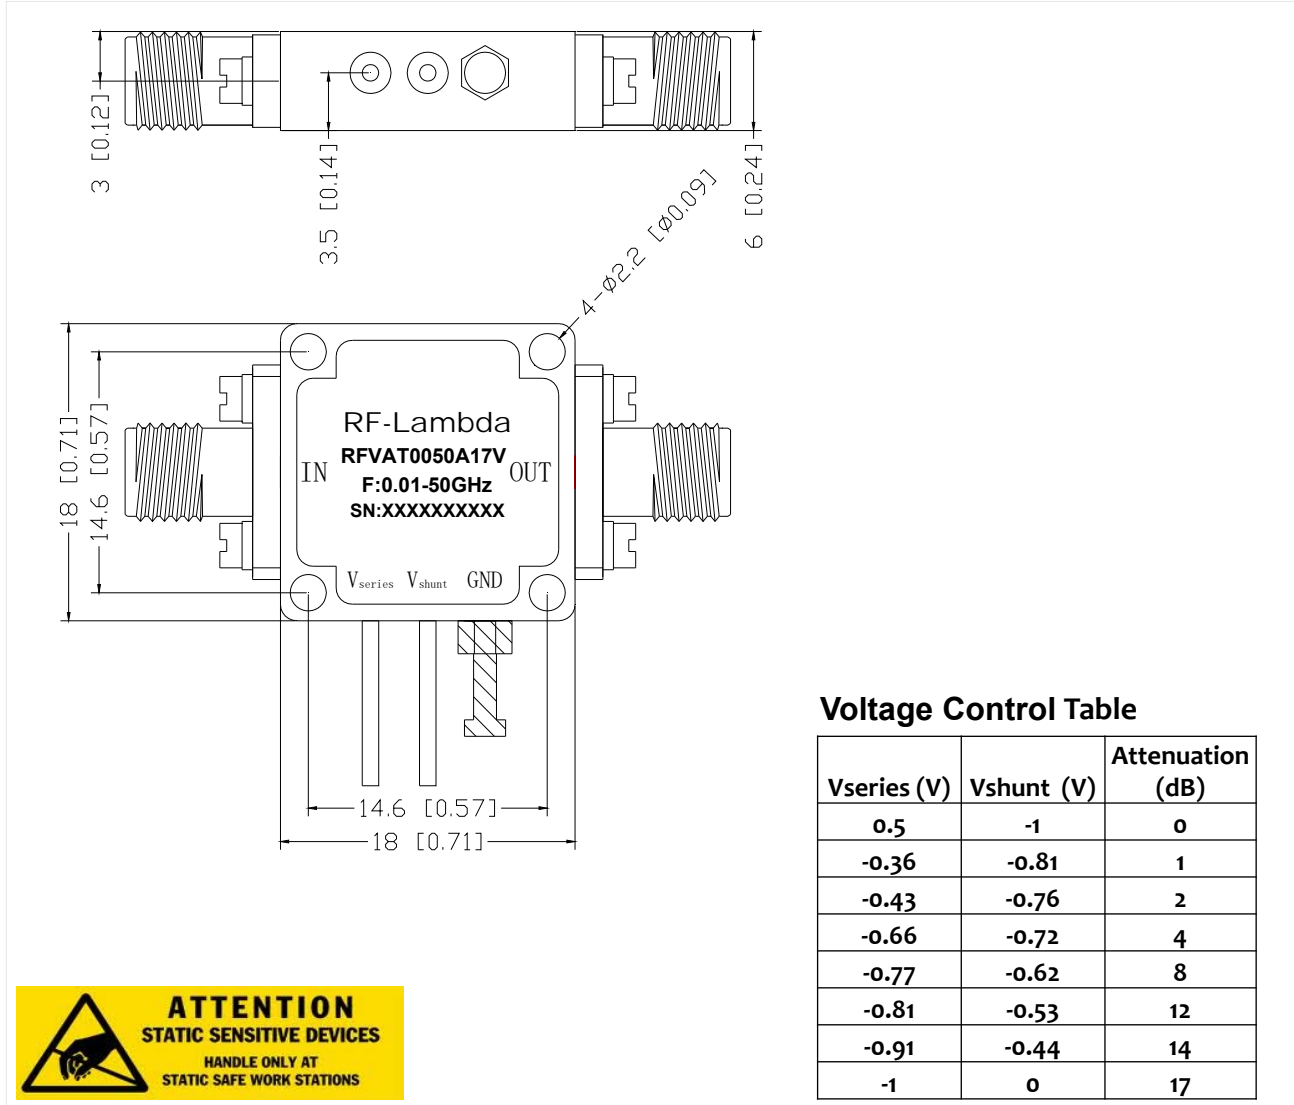 3 [0.12]
3.5 [0.14]
6 [0.24]
4-Ø2.2 [Ø0.09]
18 [0.71]
14.6 [0.57]
RF-Lambda
RFVAT0050A17V
IN
OUT
F:0.01-50GHz
SN:XXXXXXXXXX
Vseries Vshunt GND
14.6 [0.57]
18 [0.71]
Voltage Control Table
Vseries (V) Vshunt (V) Attenuation (dB)
0.5 -1 0
-0.36 -0.81 1
-0.43 -0.76 2
-0.66 -0.72 4
-0.77 -0.62 8
-0.81 -0.53 12
-0.91 -0.44 14
-1 0 17
ATTENTION
STATIC SENSITIVE DEVICES
HANDLE ONLY AT
STATIC SAFE WORK STATIONS